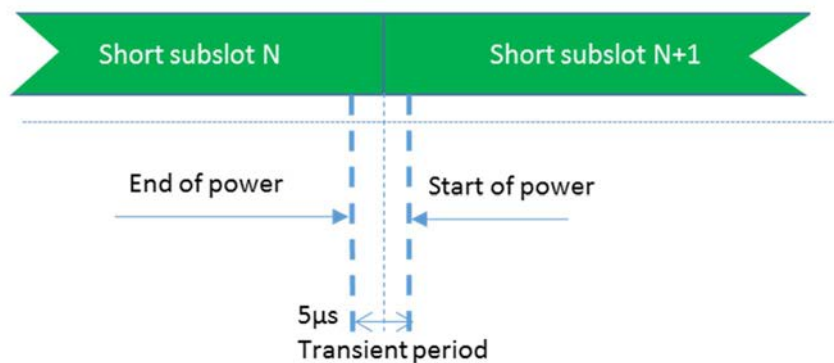 Short subslot N
Short subslot N+1
End of power
Start of power
5µs
Transient period